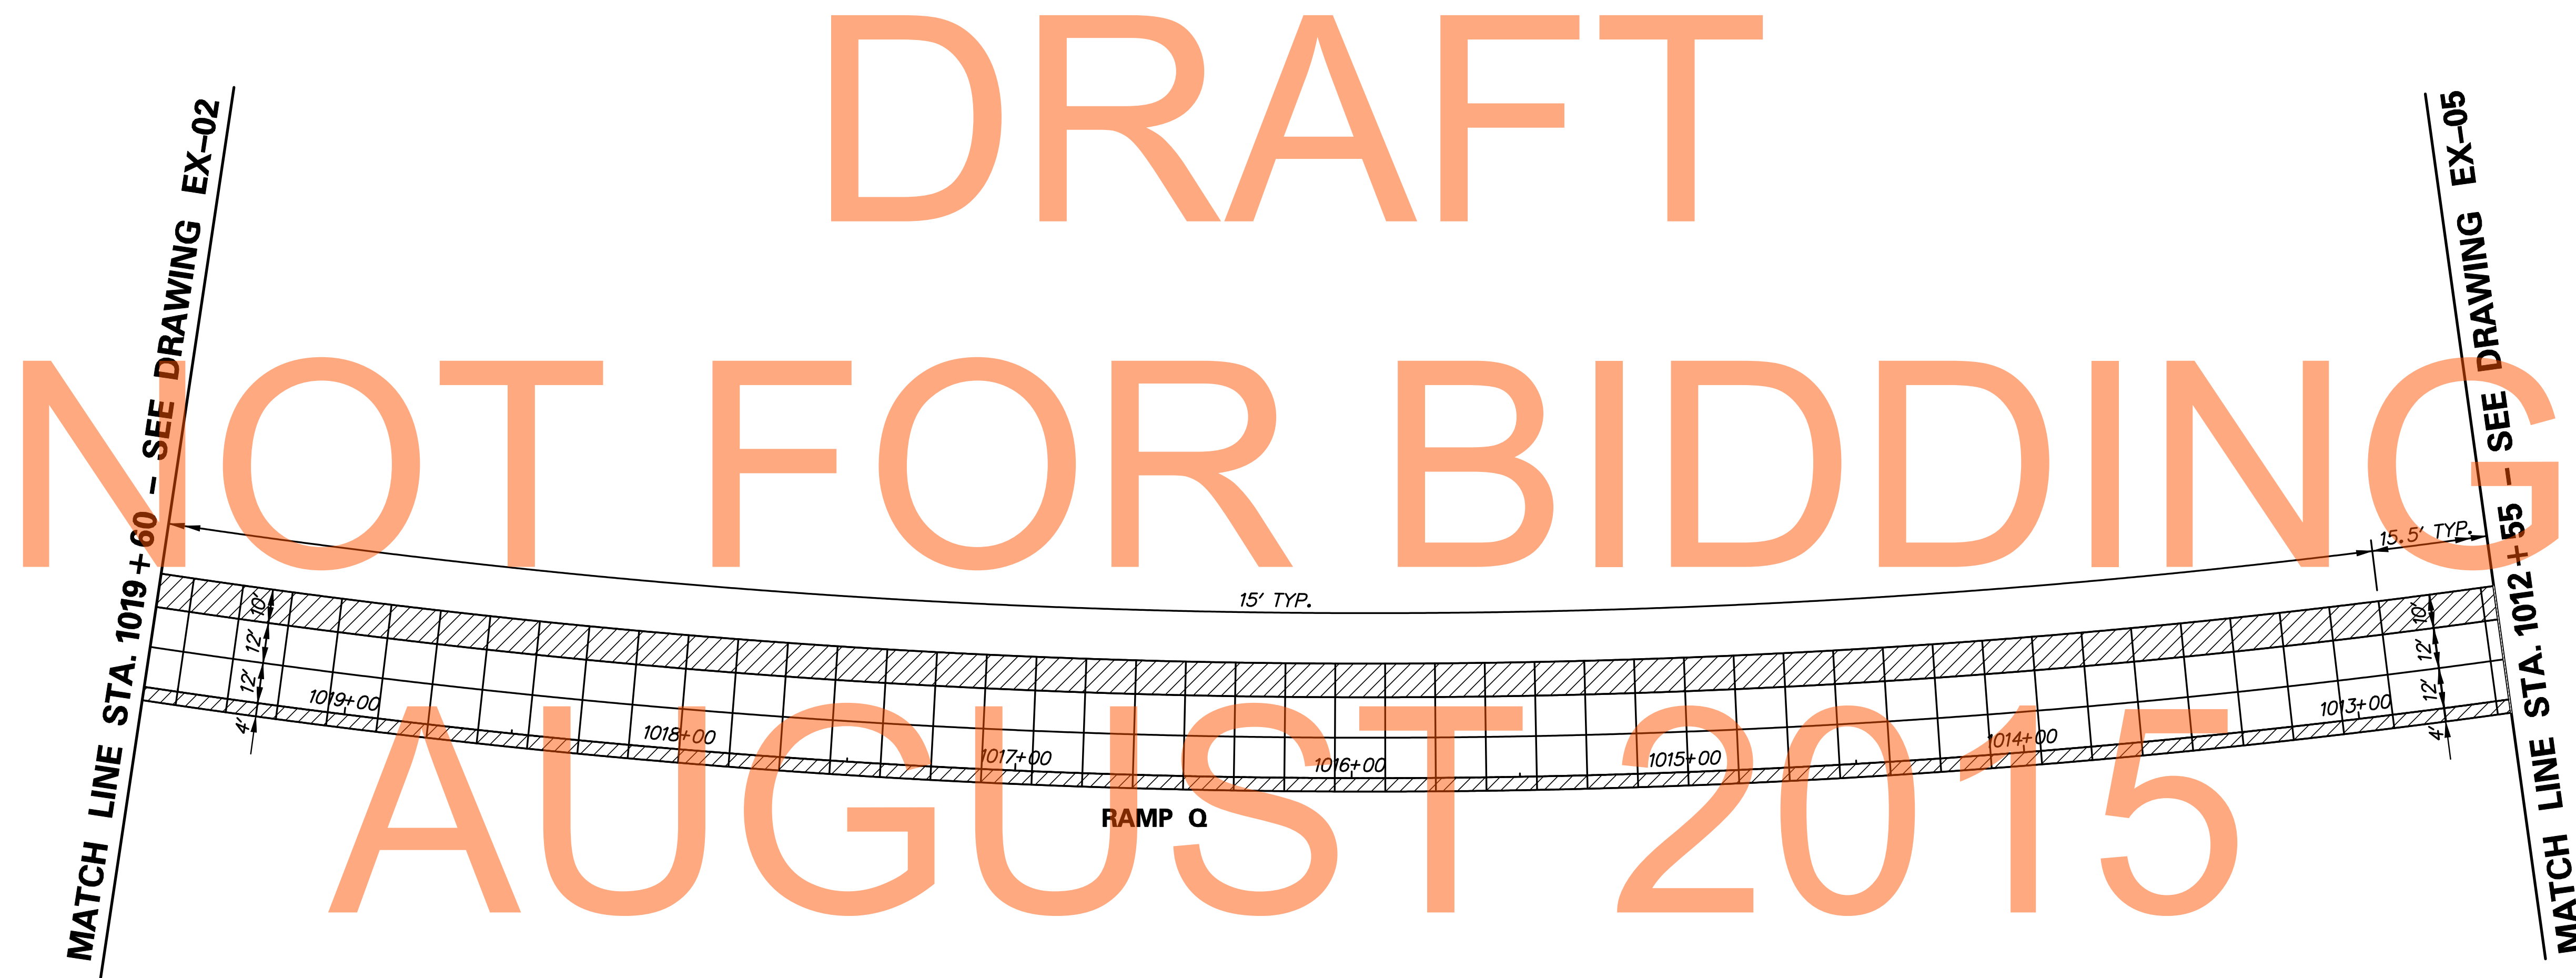 DRAFT
NOT FOR BIDDING
AUGUST 2015
MATCH LINE STA. 1019+60 - SEE DRAWING EX-02
MATCH LINE STA. 1012+55 - SEE DRAWING EX-05
15' TYP.
15.5' TYP.
10'
12'
12'
4'
10'
12'
12'
4'
1019+00
1018+00
1017+00
1016+00
1015+00
1014+00
1013+00
RAMP Q